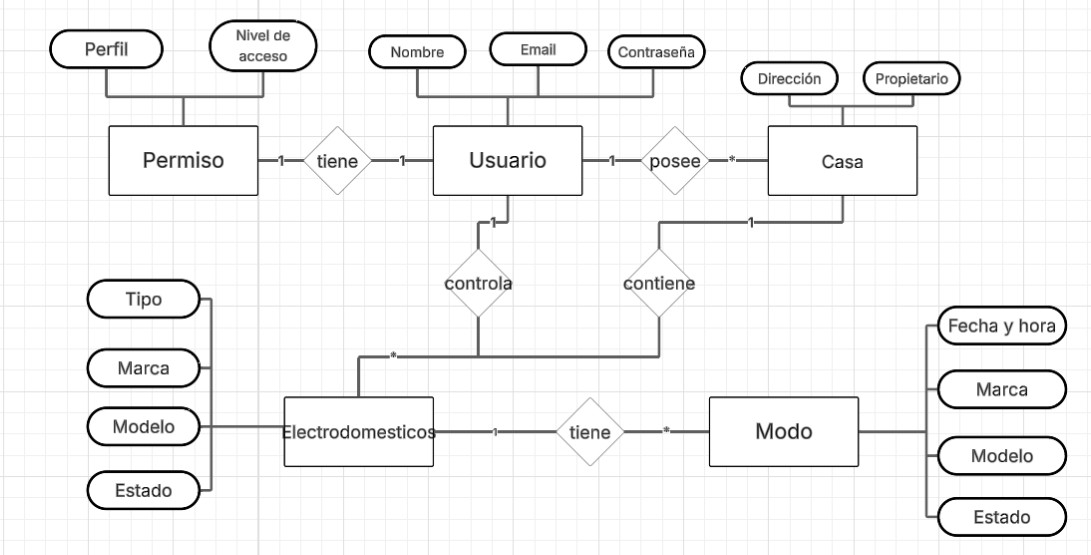 Perfil
Nivel de
acceso
Nombre
Email
Contraseña
Dirección
Propietario
Permiso
1
tiene
1
Usuario
1
posee
*
Casa
1
1
controla
contiene
Tipo
Marca
Modelo
Estado
*
Electrodomesticos
1
tiene
*
Modo
Fecha y hora
Marca
Modelo
Estado